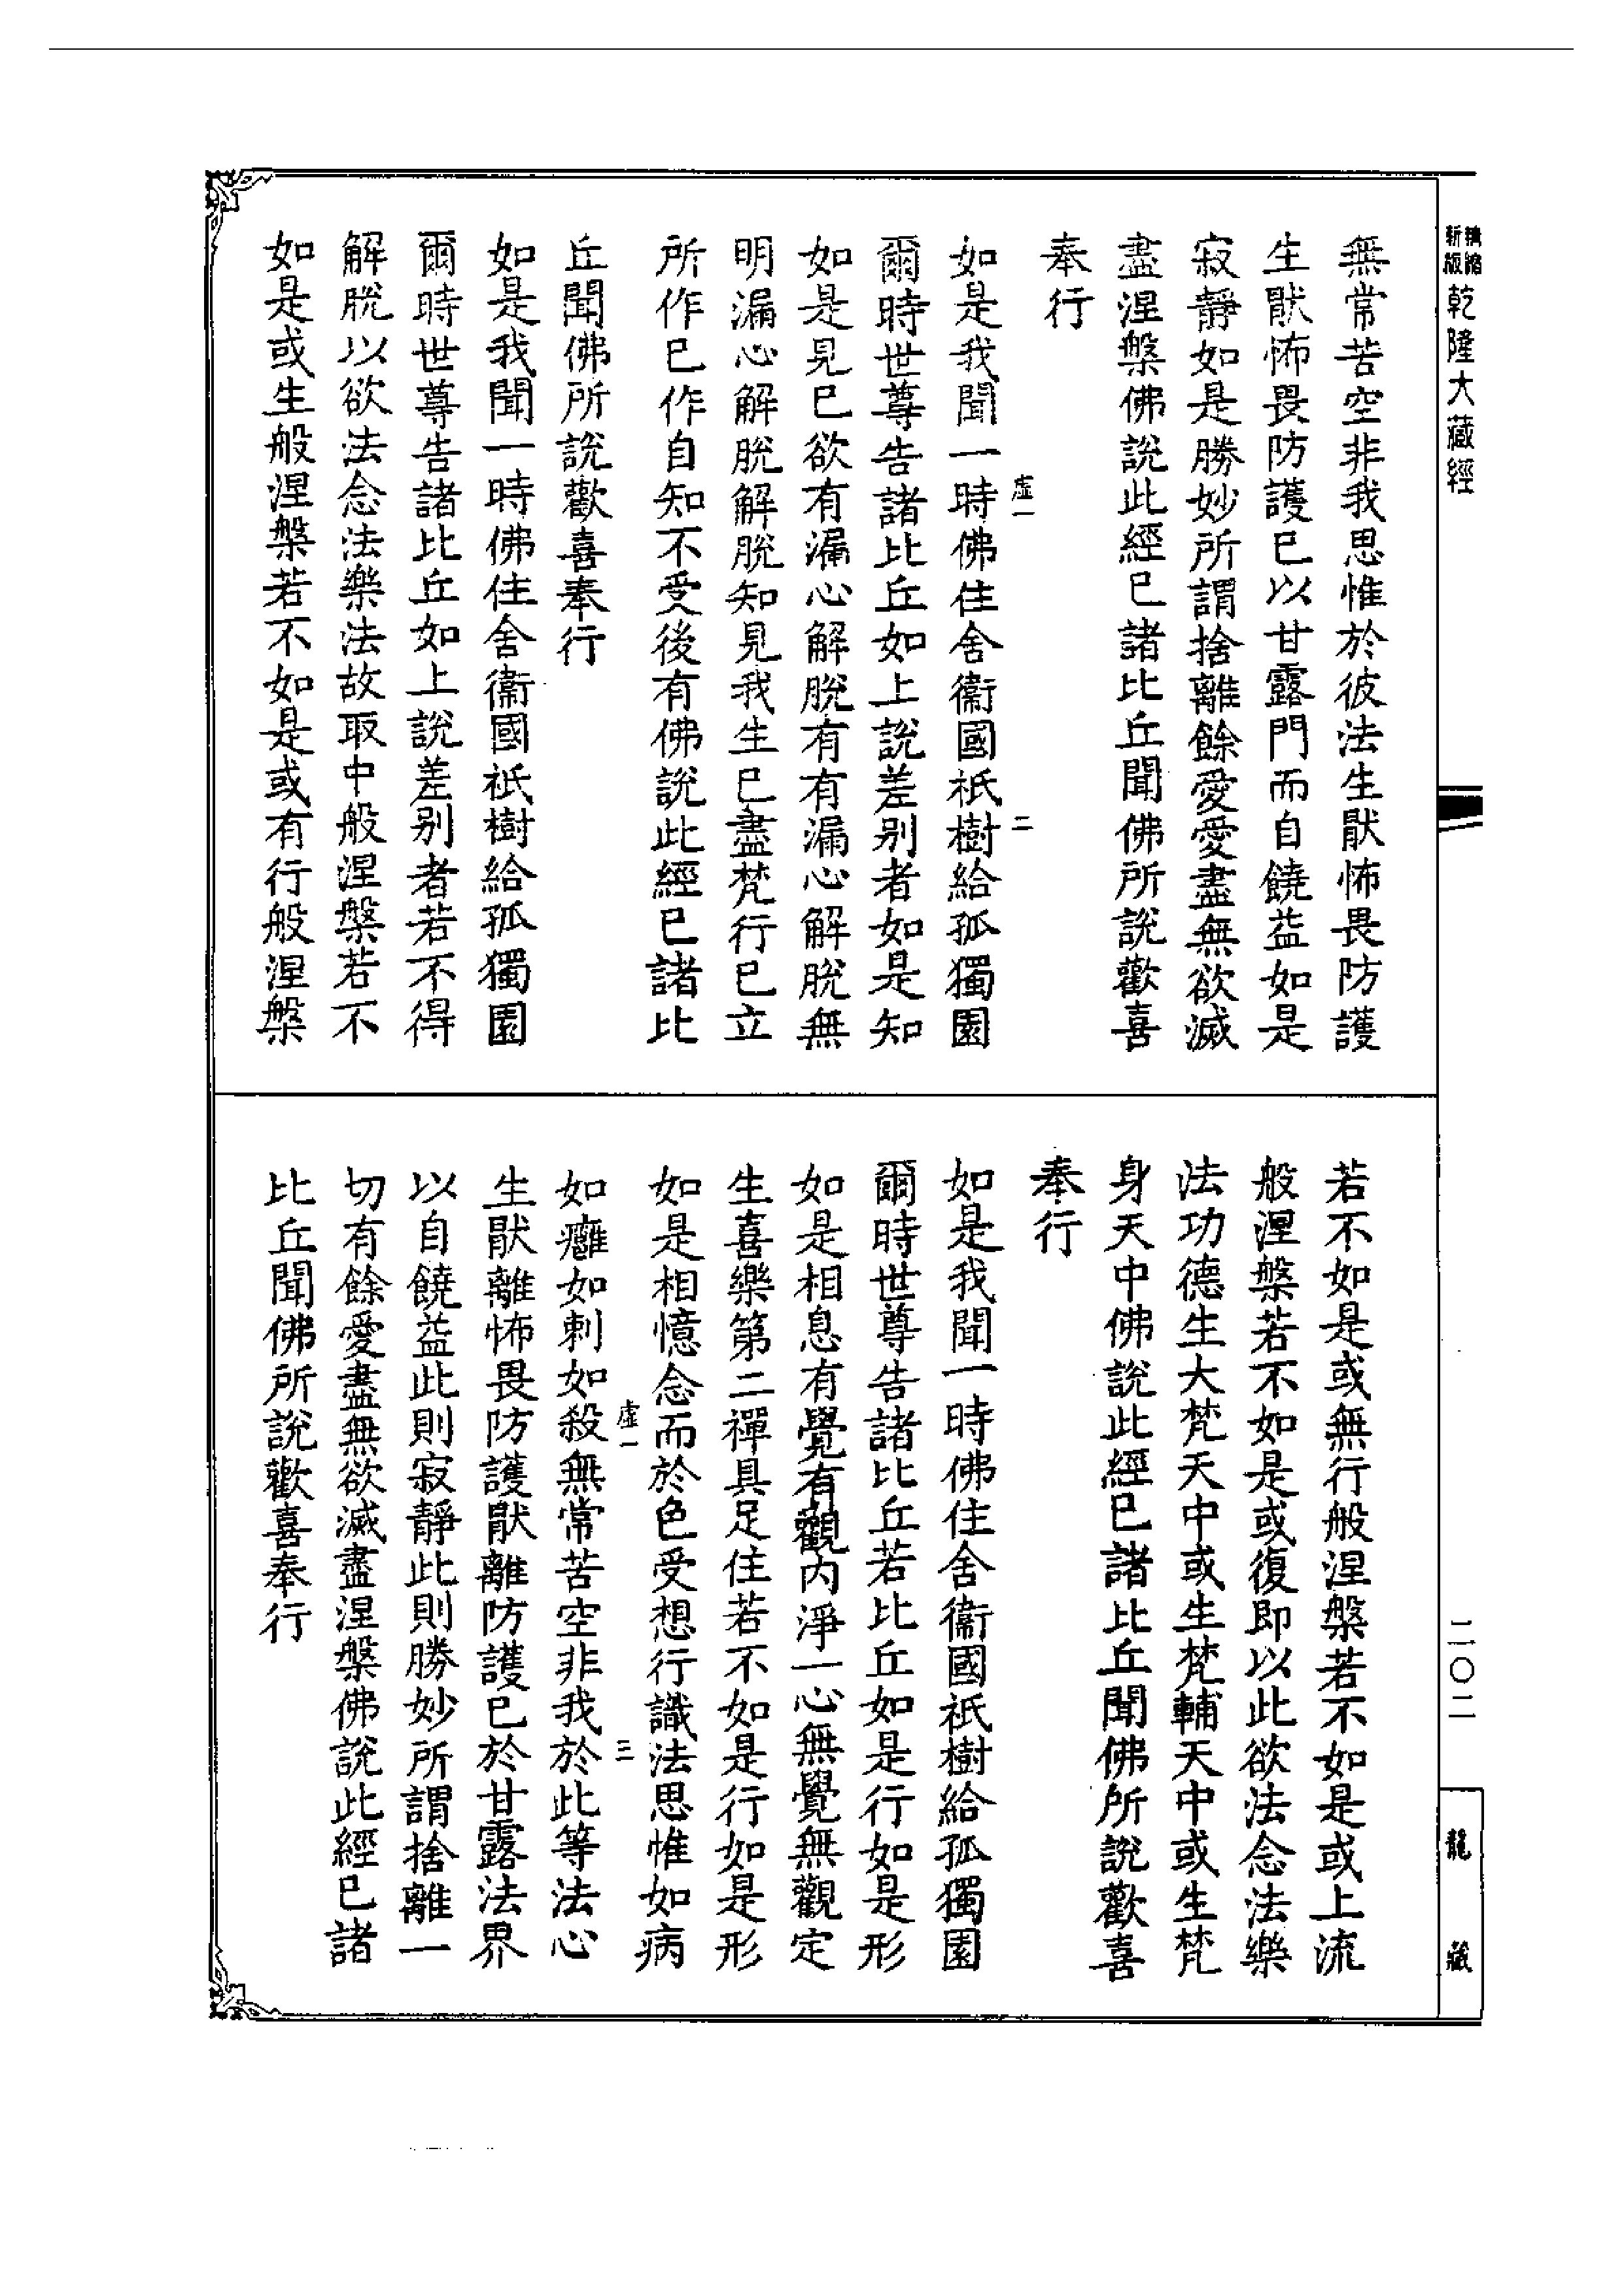 精縮
新版
乾隆大藏經
無常苦空非我思惟於彼法生猒怖畏防護
生猒怖畏防護已以甘露門而自饒益如是
寂靜如是勝妙所謂捨離餘愛愛盡無欲滅
盡涅槃佛說此經已諸比丘聞佛所說歡喜
奉行
虛一
二
如是我聞一時佛住舍衞國祇樹給孤獨園
爾時世尊告諸比丘如上說差别者如是知
如是見已欲有漏心解脫有有漏心解脫無
明漏心解脫解脫知見我生已盡梵行已立
所作已作自知不受後有佛說此經已諸比
丘聞佛所說歡喜奉行
如是我聞一時佛住舍衞國祇樹給孤獨園
爾時世尊告諸比丘如上說差别者若不得
解脫以欲法念法樂法故取中般涅槃若不
如是或生般涅槃若不如是或有行般涅槃
若不如是或無行般涅槃若不如是或上流
般涅槃若不如是或復即以此欲法念法樂
法功德生大梵天中或生梵輔天中或生梵
身天中佛說此經已諸比丘聞佛所說歡喜
奉行
如是我聞一時佛住舍衞國祇樹給孤獨園
爾時世尊告諸比丘若比丘如是行如是形
如是相息有覺有觀內淨一心無覺無觀定
生喜樂第二禪具足住若不如是行如是形
如是相憶念而於色受想行識法思惟如病
虛一
三
如癰如刺如殺無常苦空非我於此等法心
生猒離怖畏防護猒離防護已於甘露法界
以自饒益此則寂靜此則勝妙所謂捨離一
切有餘愛盡無欲滅盡涅槃佛說此經已諸
比丘聞佛所說歡喜奉行
二〇二
龍藏